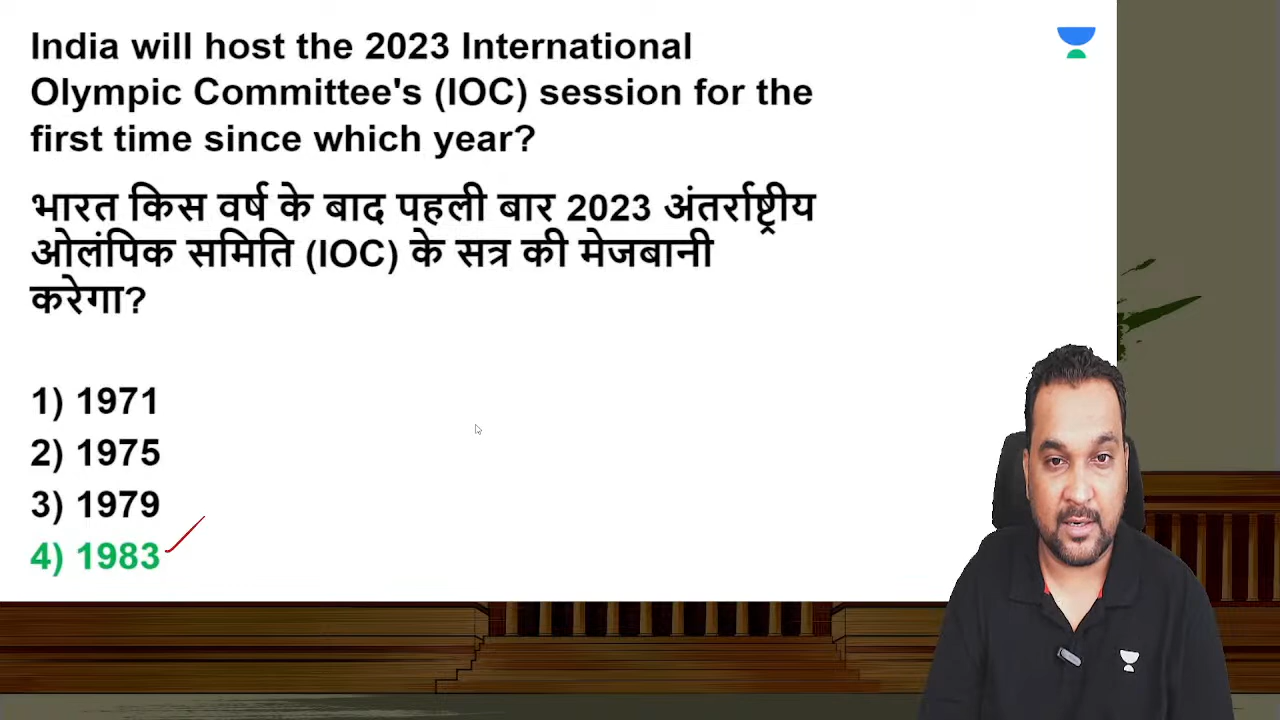 India will host the 2023 International
Olympic Committee's (IOC) session for the
first time since which year?
भारत किस वर्ष के बाद पहली बार 2023 अंतर्राष्ट्रीय
ओलंपिक समिति (IOC) के सत्र की मेजबानी
करेगा?
1) 1971
2) 1975
3) 1979
4) 1983